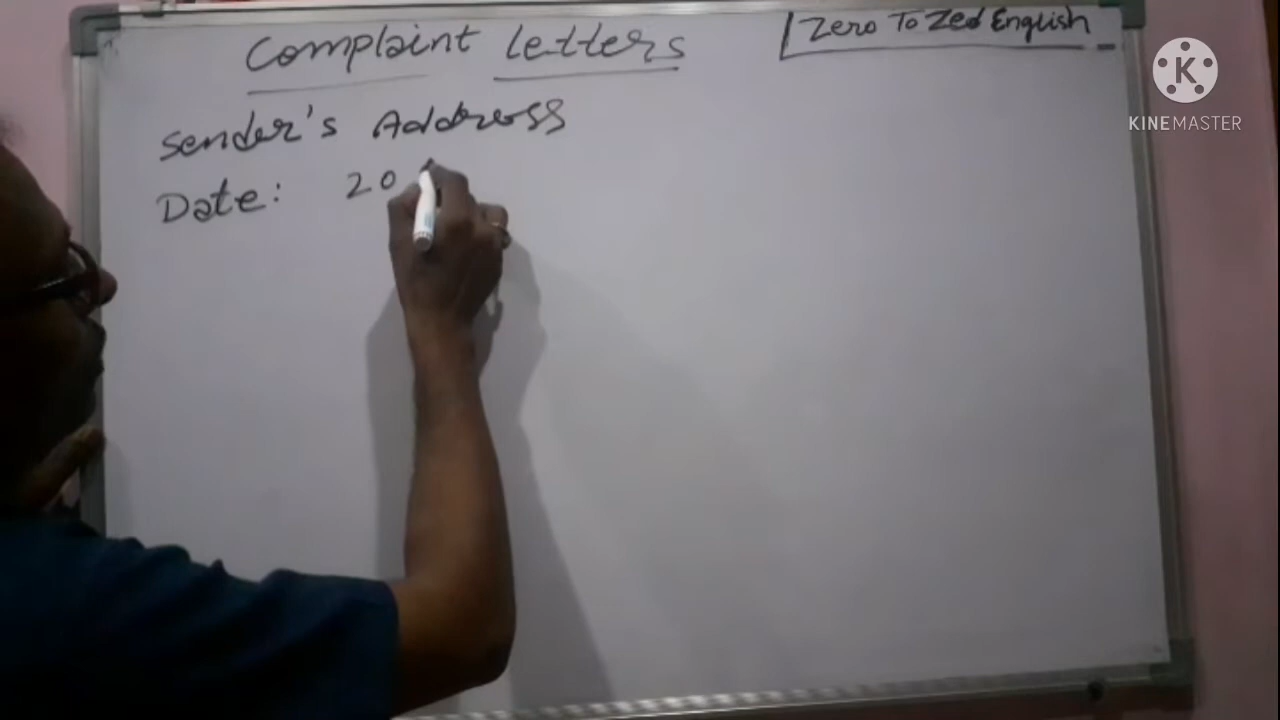 Complaint Letters
Zero To Zed English
KINEMASTER
Sender's Address
Date: 20